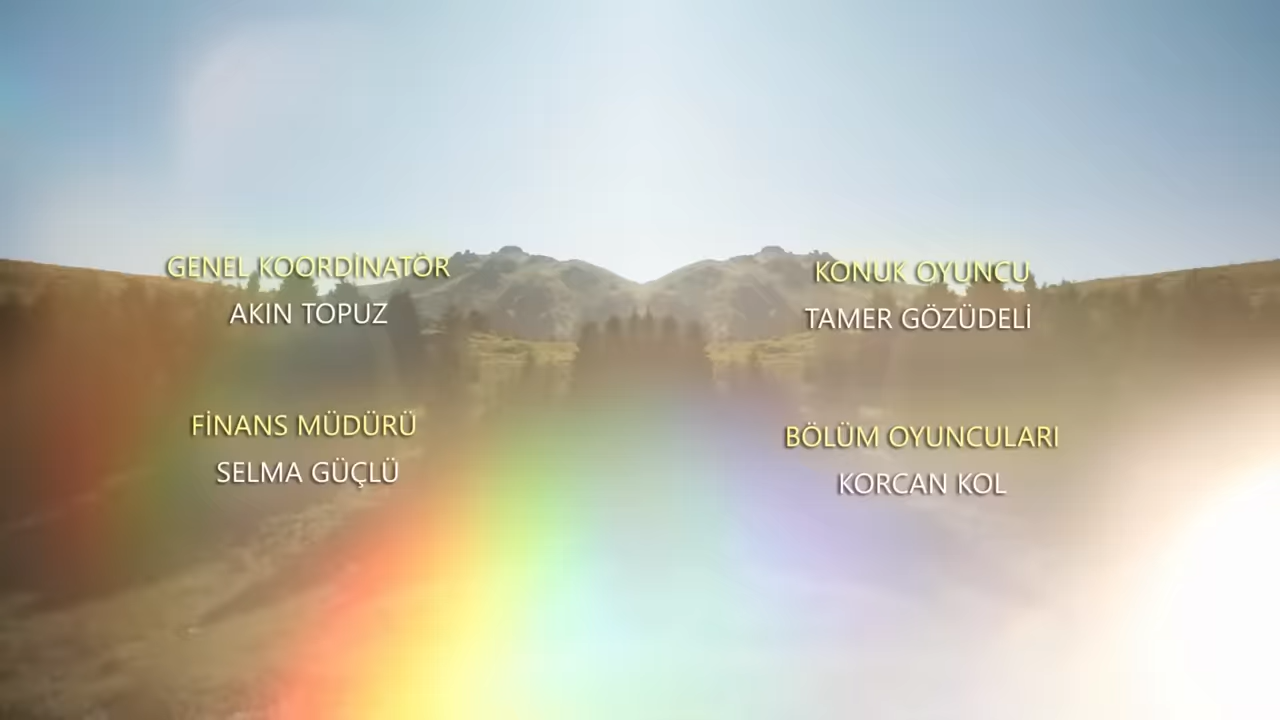 GENEL KOORDİNATÖR
AKIN TOPUZ
FİNANS MÜDÜRÜ
SELMA GÜÇLÜ
KONUK OYUNCU
TAMER GÖZÜDELİ
BÖLÜM OYUNCULARI
KORCAN KOL